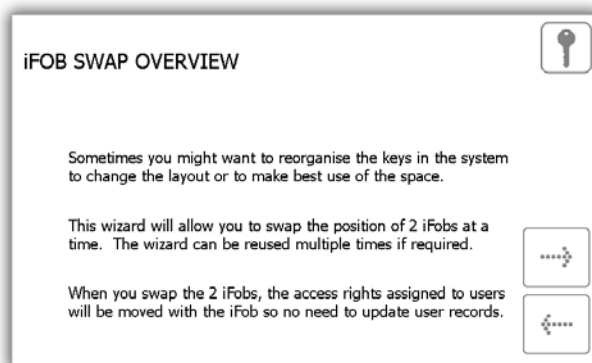 iFOB SWAP OVERVIEW
Sometimes you might want to reorganise the keys in the system
to change the layout or to make best use of the space.
This wizard will allow you to swap the position of 2 iFobs at a
time. The wizard can be reused multiple times if required.
When you swap the 2 iFobs, the access rights assigned to users
will be moved with the iFob so no need to update user records.